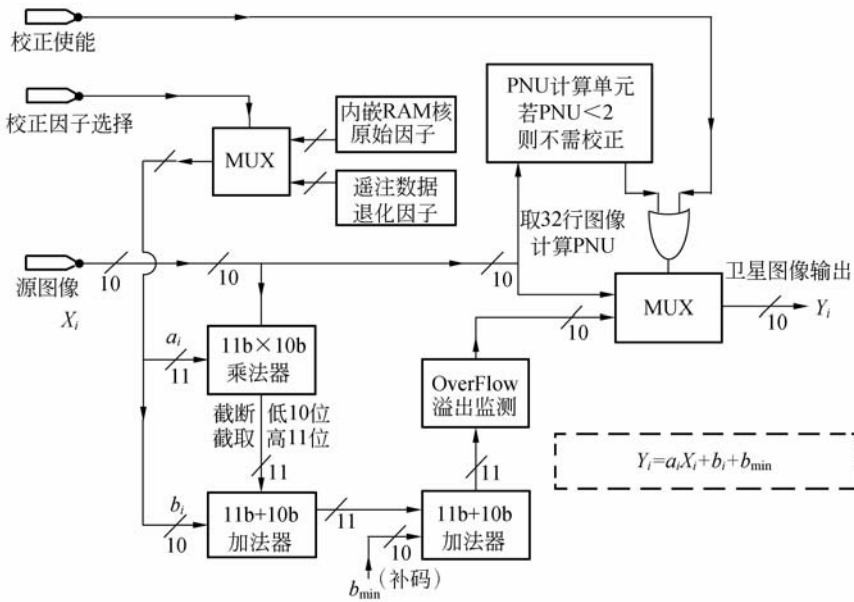 校正使能
校正因子选择
MUX
内嵌RAM核
原始因子
遥注数据
退化因子
PNU计算单元
若PNU<2
则不需校正
取32行图像
计算PNU
源图像
X_i
10
10
10
MUX
卫星图像输出
10
Y_i
a_i
11
11b×10b
乘法器
截断 低10位
截取 高11位
11
OverFlow
溢出监测
10
11
Y_i=a_iX_i+b_i+b_min
b_i
10
11b+10b
加法器
11
11b+10b
加法器
10
b_min(补码)